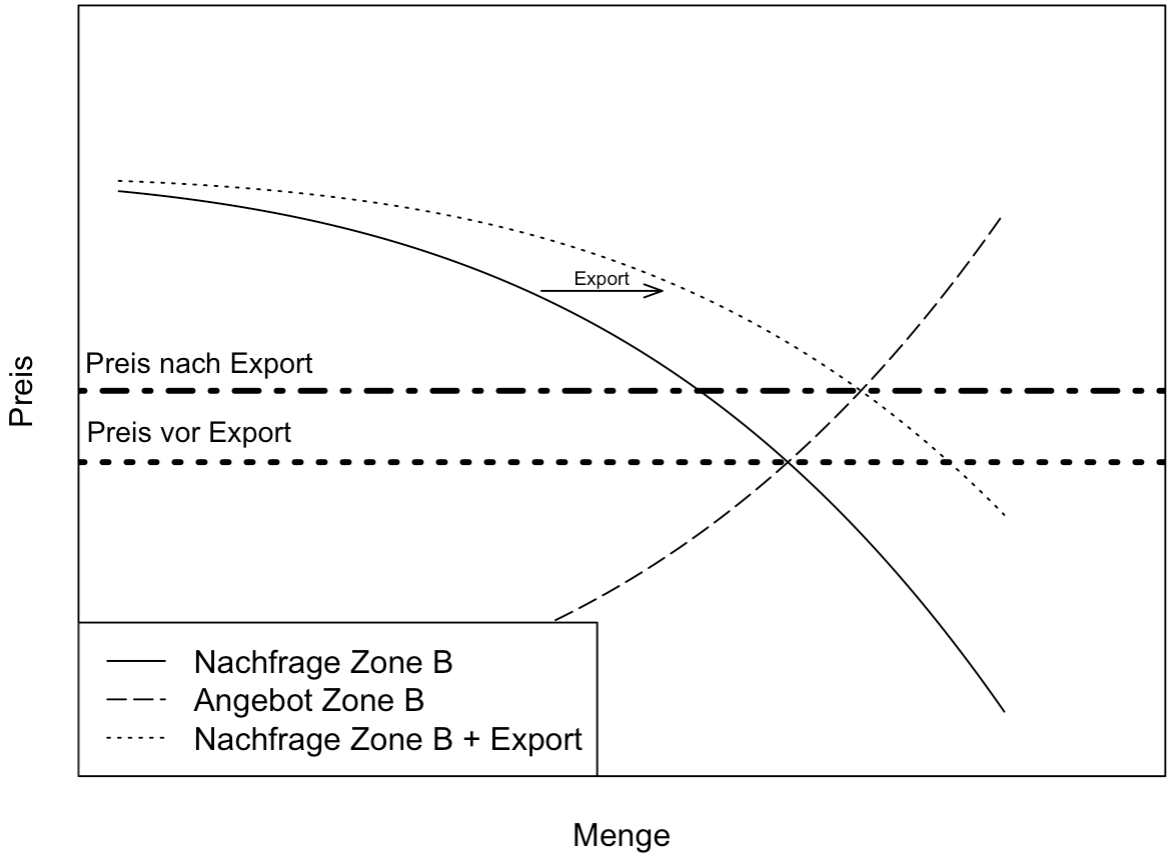 Export
Preis nach Export
Preis vor Export
Preis
Nachfrage Zone B
Angebot Zone B
Nachfrage Zone B + Export
Menge